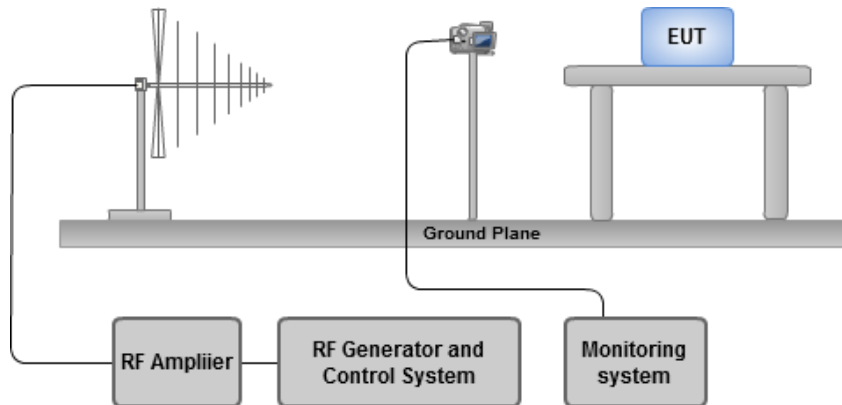 EUT
Ground Plane
RF Ampliier
RF Generator and
Control System
Monitoring
system